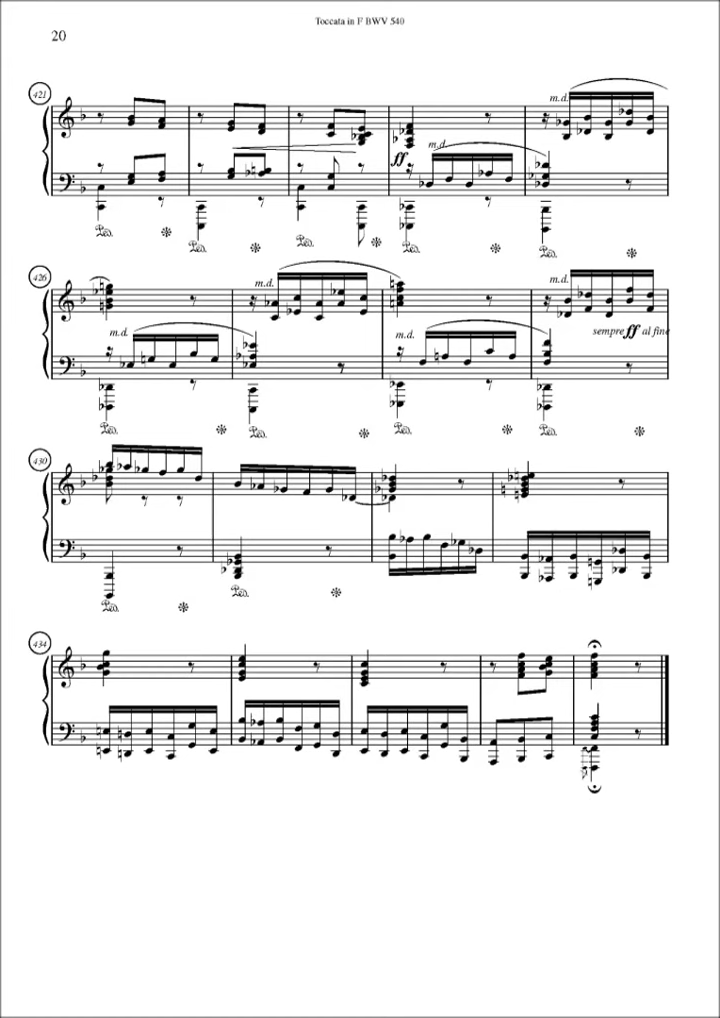 Toccata in F BWV 540
20
421
m.d.
m.d.
ff
426
m.d.
m.d.
m.d.
m.d.
m.d.
sempre ff al fine
430
434